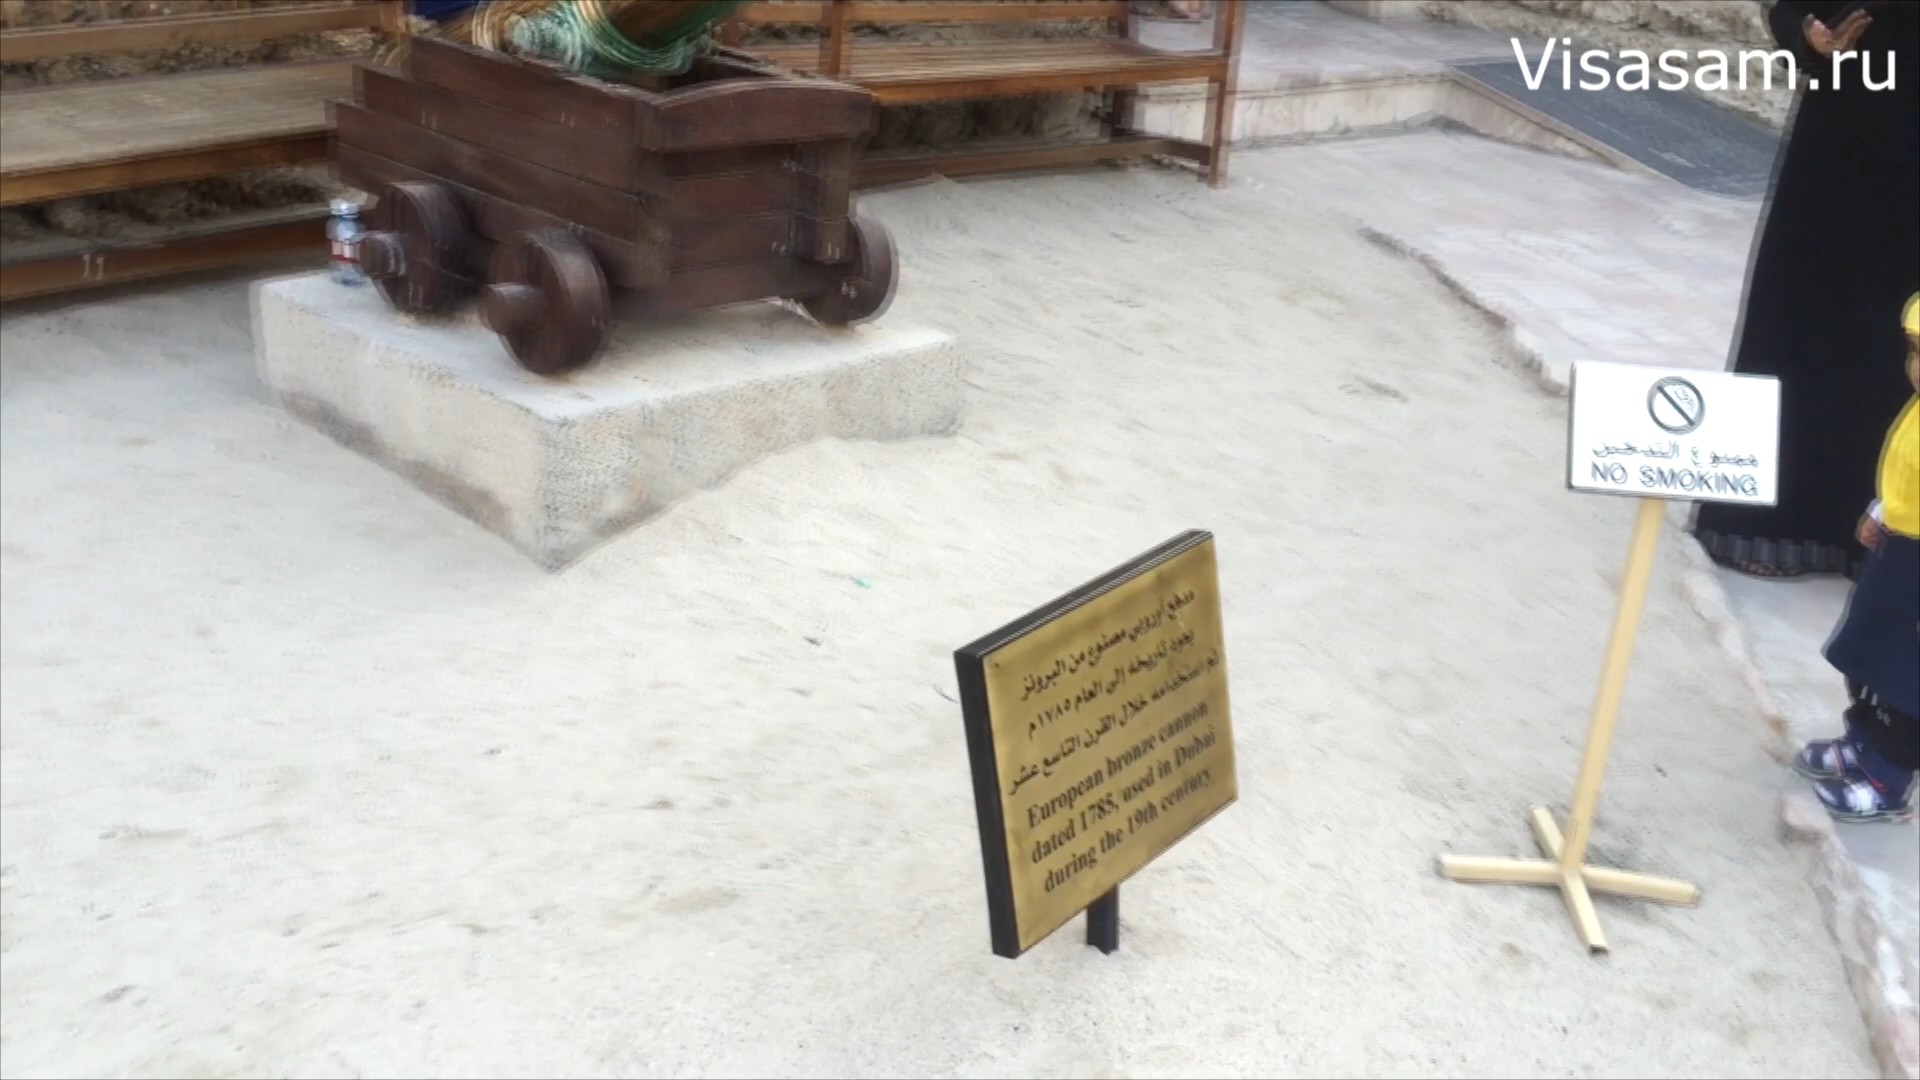 Visasam.ru
ممنوع التدخين
NO SMOKING
مدفع أوروبي مصنوع من البرونز
يعود تاريخه إلى العام ١٧٨٥م
تم استخدامه خلال القرن التاسع عشر
European bronze cannon
dated 1785, used in Dubai
during the 19th century.